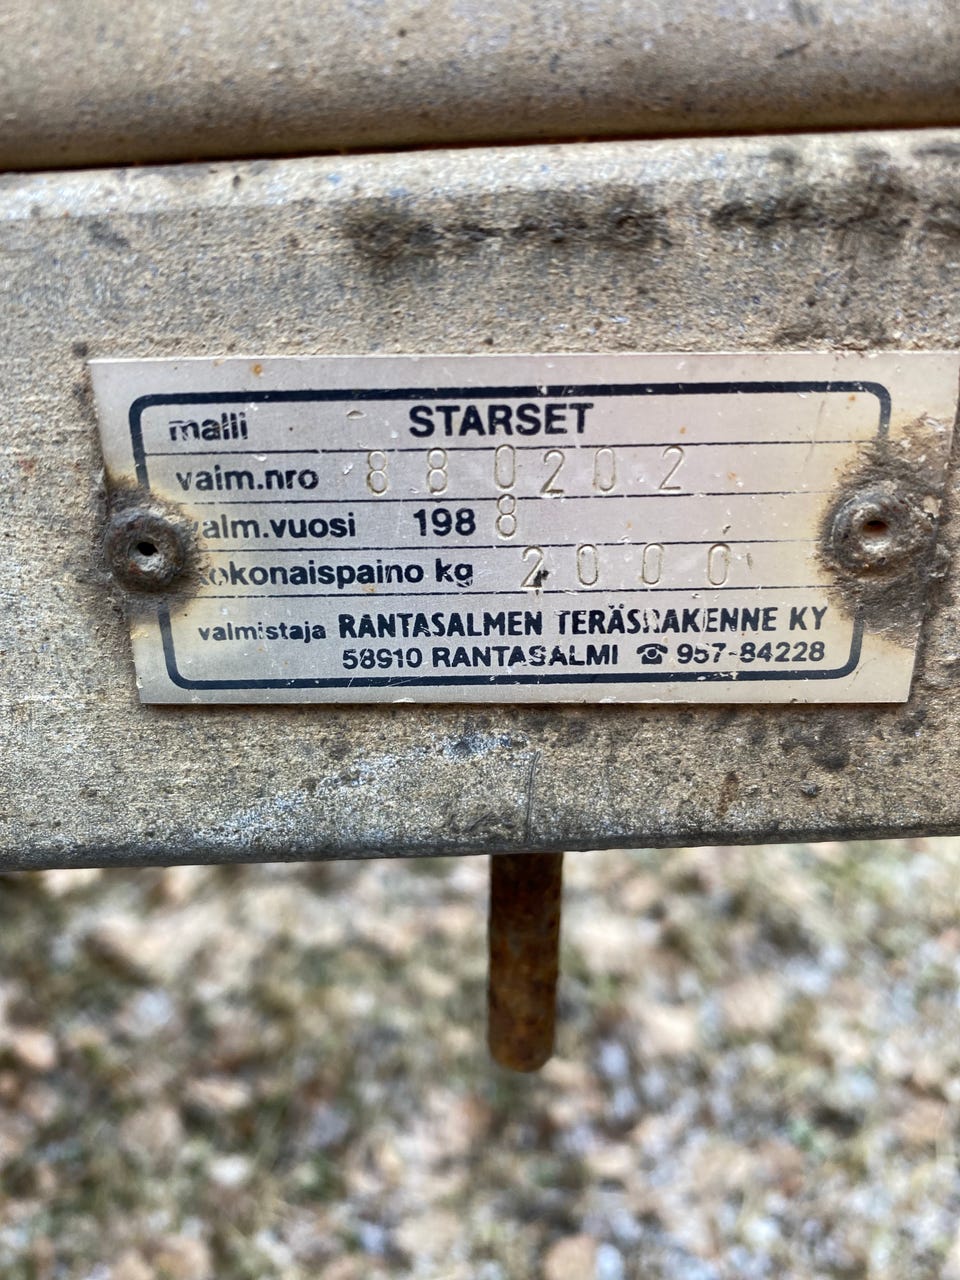 malli STARSET
valm.nro 880202
valm.vuosi 1988
kokonaispaino kg 2000
valmistaja RANTASALMEN TERÄSRAKENNE KY
58910 RANTASALMI ☎ 957-84228